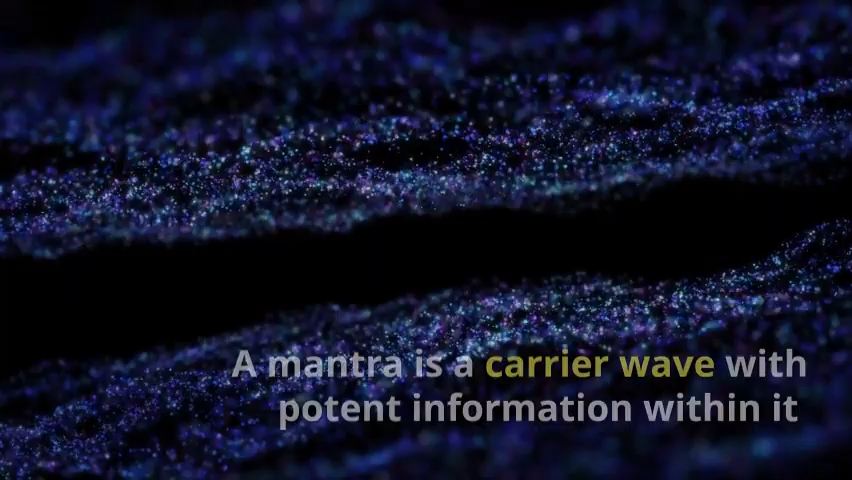 A mantra is a carrier wave with
potent information within it